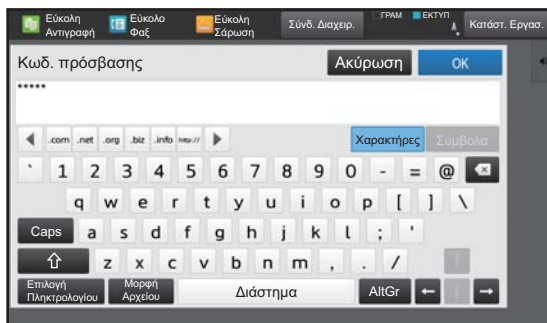 Εύκολη Αντιγραφή
Εύκολο Φαξ
Εύκολη Σάρωση
Σύνδ. Διαχειρ.
ΓΡΑΜ
ΕΚΤΥΠ
Κατάστ. Εργασ.
Κωδ. πρόσβασης
Ακύρωση
OK
*****
.com .net .org .biz .info http://
Χαρακτήρες
Σύμβολα
` 1 2 3 4 5 6 7 8 9 0 - = @
q w e r t y u i o p [ ] \
Caps a s d f g h j k l ; '
z x c v b n m , . /
Επιλογή Πληκτρολογίου
Μορφή Αρχείου
Διάστημα
AltGr